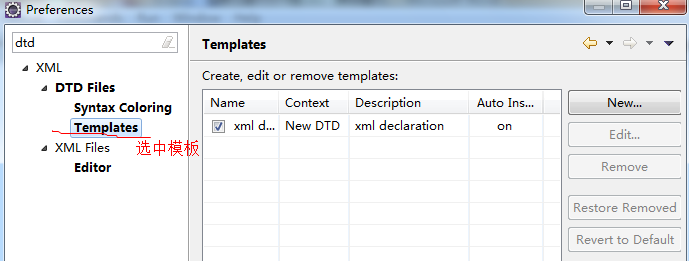 Preferences
dtd
XML
DTD Files
Syntax Coloring
Templates
XML Files
Editor
选中模板
Templates
Create, edit or remove templates:
Name Context Description Auto Ins...
xml d... New DTD xml declaration on
New...
Edit...
Remove
Restore Removed
Revert to Default